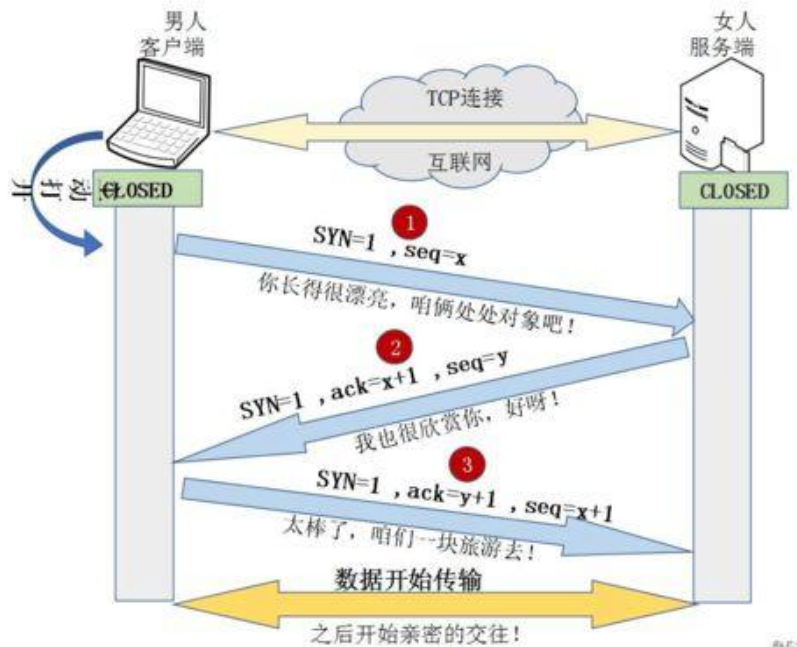 男人
客户端
女人
服务端
TCP连接
互联网
动打开
CLOSED
CLOSED
1
SYN=1 ,seq=x
你长得很漂亮，咱俩处处对象吧！
2
SYN=1 ,ack=x+1 ,seq=y
我也很欣赏你，好呀！
3
SYN=1 ,ack=y+1 ,seq=x+1
太棒了，咱们一块旅游去！
数据开始传输
之后开始亲密的交往！